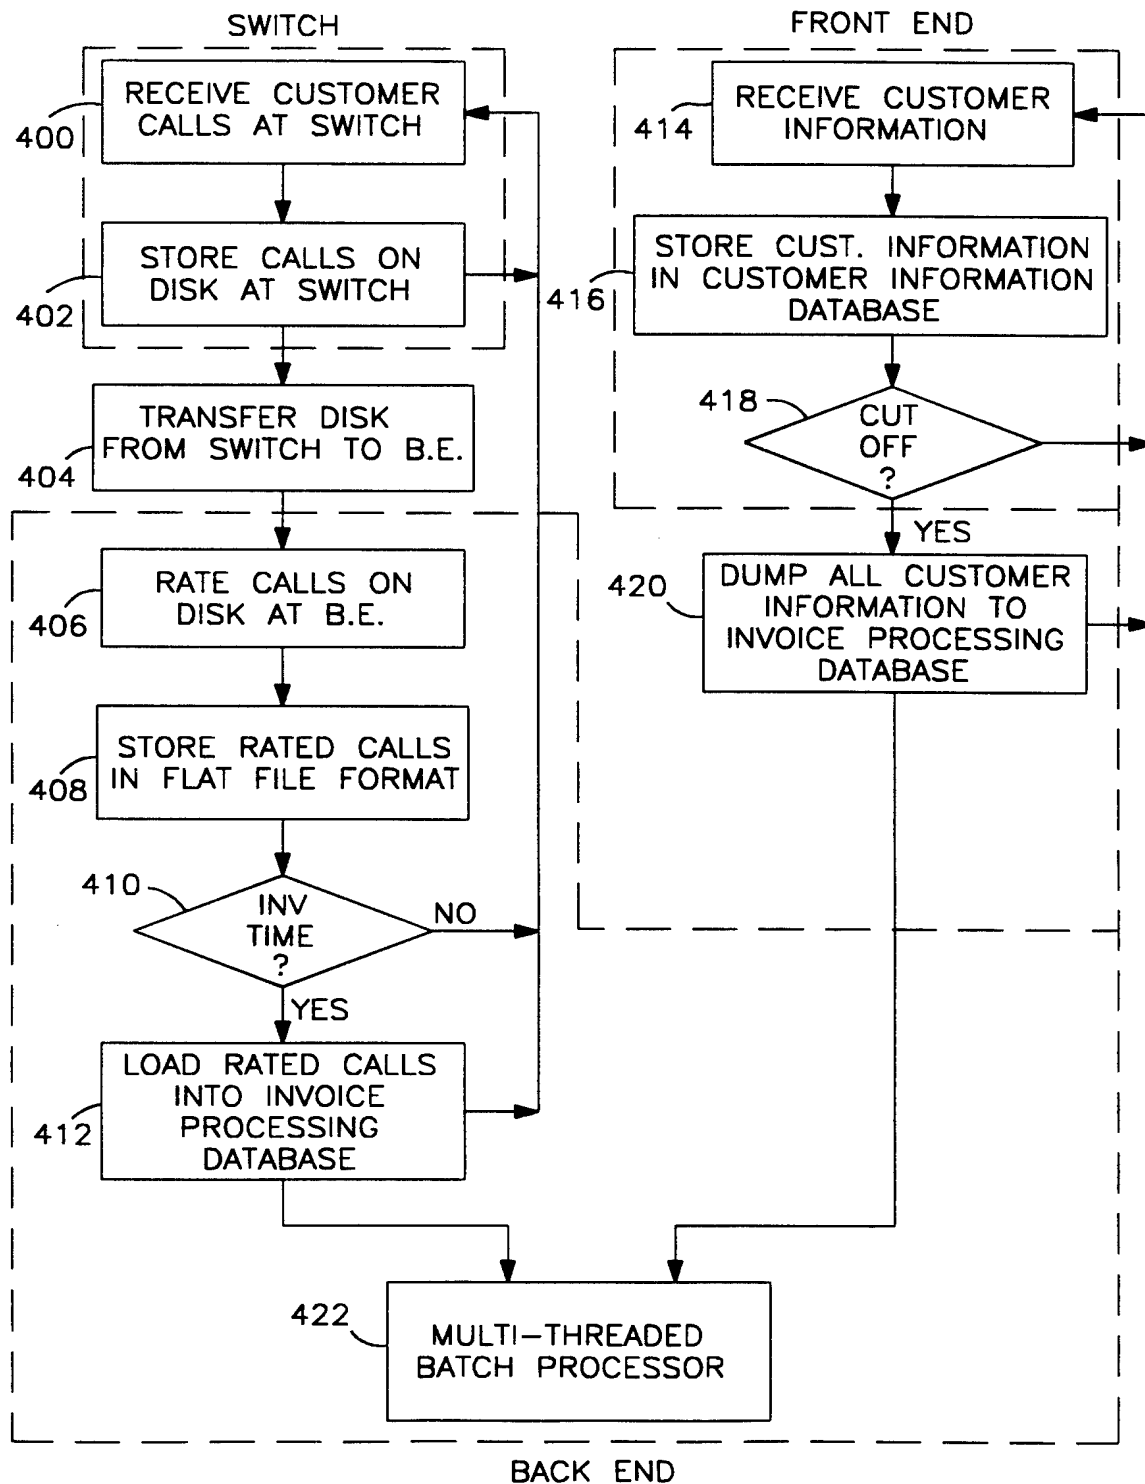 SWITCH
RECEIVE CUSTOMER
CALLS AT SWITCH
400
STORE CALLS ON
DISK AT SWITCH
402
TRANSFER DISK
FROM SWITCH TO B.E.
404
RATE CALLS ON
DISK AT B.E.
406
STORE RATED CALLS
IN FLAT FILE FORMAT
408
410
INV
TIME
?
NO
YES
LOAD RATED CALLS
INTO INVOICE
PROCESSING
DATABASE
412
FRONT END
RECEIVE CUSTOMER
INFORMATION
414
STORE CUST. INFORMATION
IN CUSTOMER INFORMATION
DATABASE
416
418
CUT
OFF
?
YES
DUMP ALL CUSTOMER
INFORMATION TO
INVOICE PROCESSING
DATABASE
420
422
MULTI-THREADED
BATCH PROCESSOR
BACK END